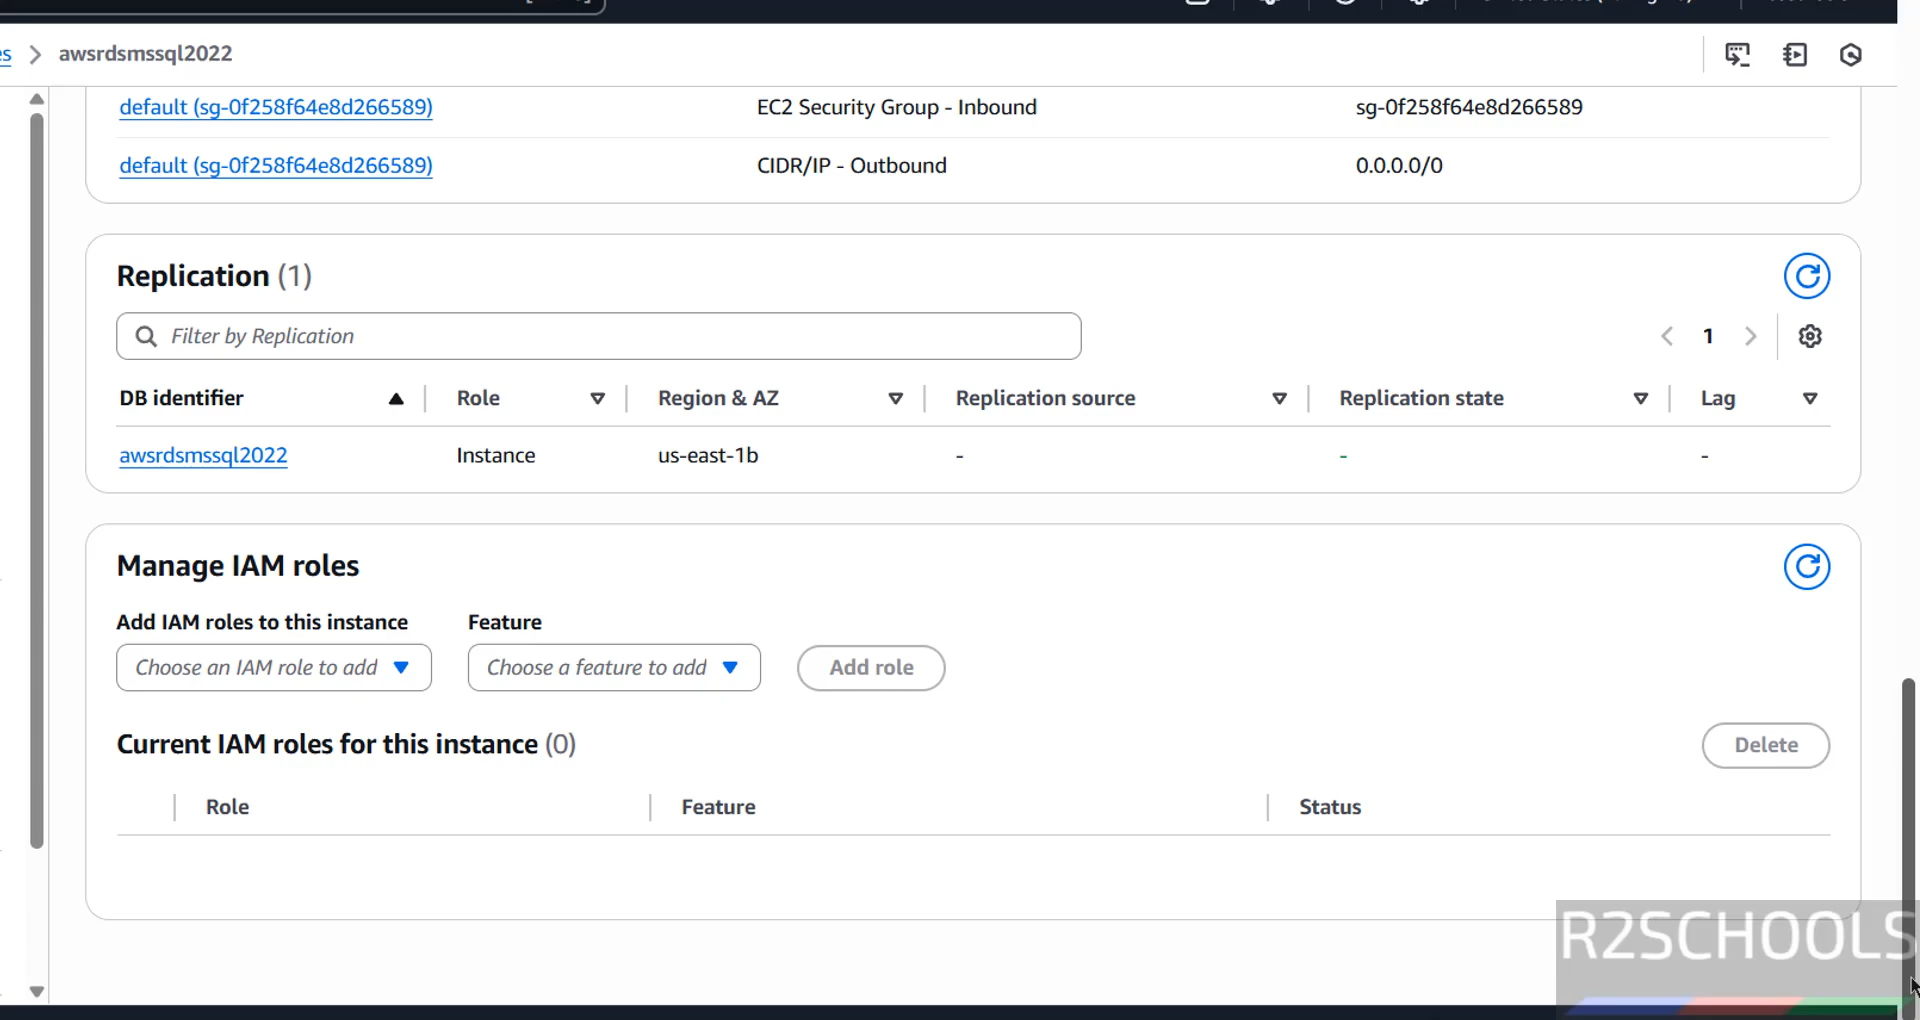 es > awsrdsmssql2022
default (sg-0f258f64e8d266589) EC2 Security Group - Inbound sg-0f258f64e8d266589
default (sg-0f258f64e8d266589) CIDR/IP - Outbound 0.0.0.0/0
Replication (1)
Filter by Replication
1
DB identifier Role Region & AZ Replication source Replication state Lag
awsrdsmssql2022 Instance us-east-1b - - -
Manage IAM roles
Add IAM roles to this instance Feature
Choose an IAM role to add Choose a feature to add Add role
Current IAM roles for this instance (0) Delete
Role Feature Status
R2SCHOOLS